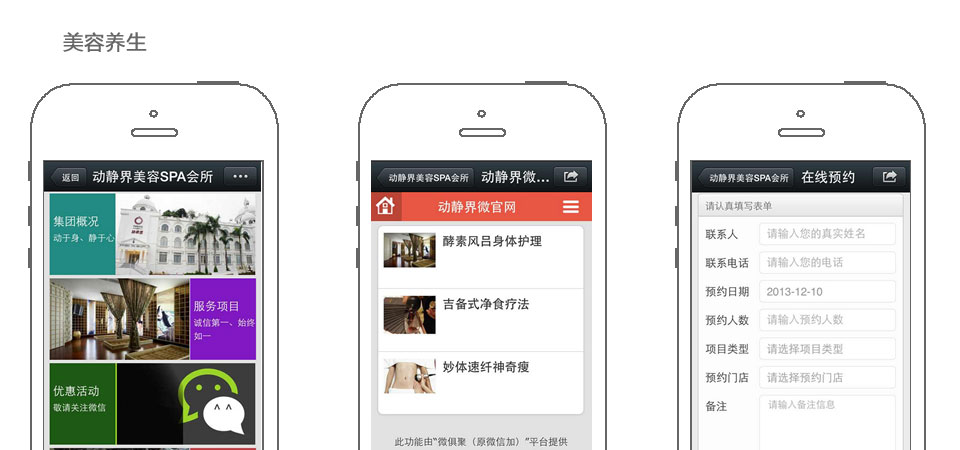 美容养生
返回
动静界美容SPA会所
集团概况
动于身、静于心
服务项目
诚信第一、始终
如一
优惠活动
敬请关注微信
动静界美容SPA会所
动静界微...
动静界微官网
酵素风吕身体护理
吉备式净食疗法
妙体速纤神奇瘦
此功能由“微俱聚（原微信加）”平台提供
动静界美容SPA会所
在线预约
请认真填写表单
联系人
请输入您的真实姓名
联系电话
请输入您的电话
预约日期
2013-12-10
预约人数
请输入预约人数
项目类型
请选择项目类型
预约门店
请选择预约门店
备注
请输入备注信息